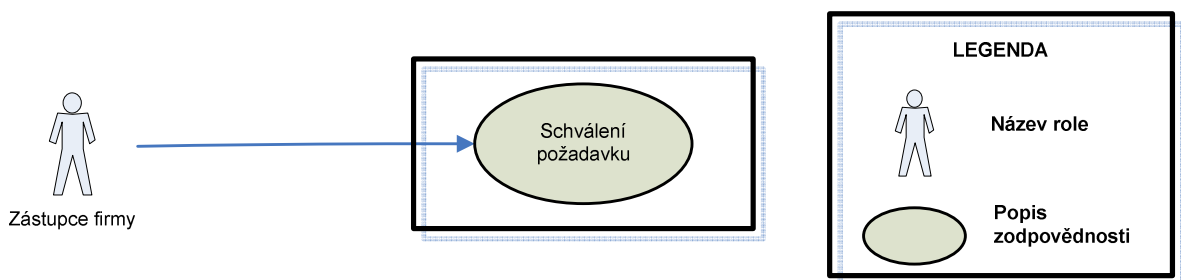 Zástupce firmy
Schválení
požadavku
LEGENDA
Název role
Popis
zodpovědnosti